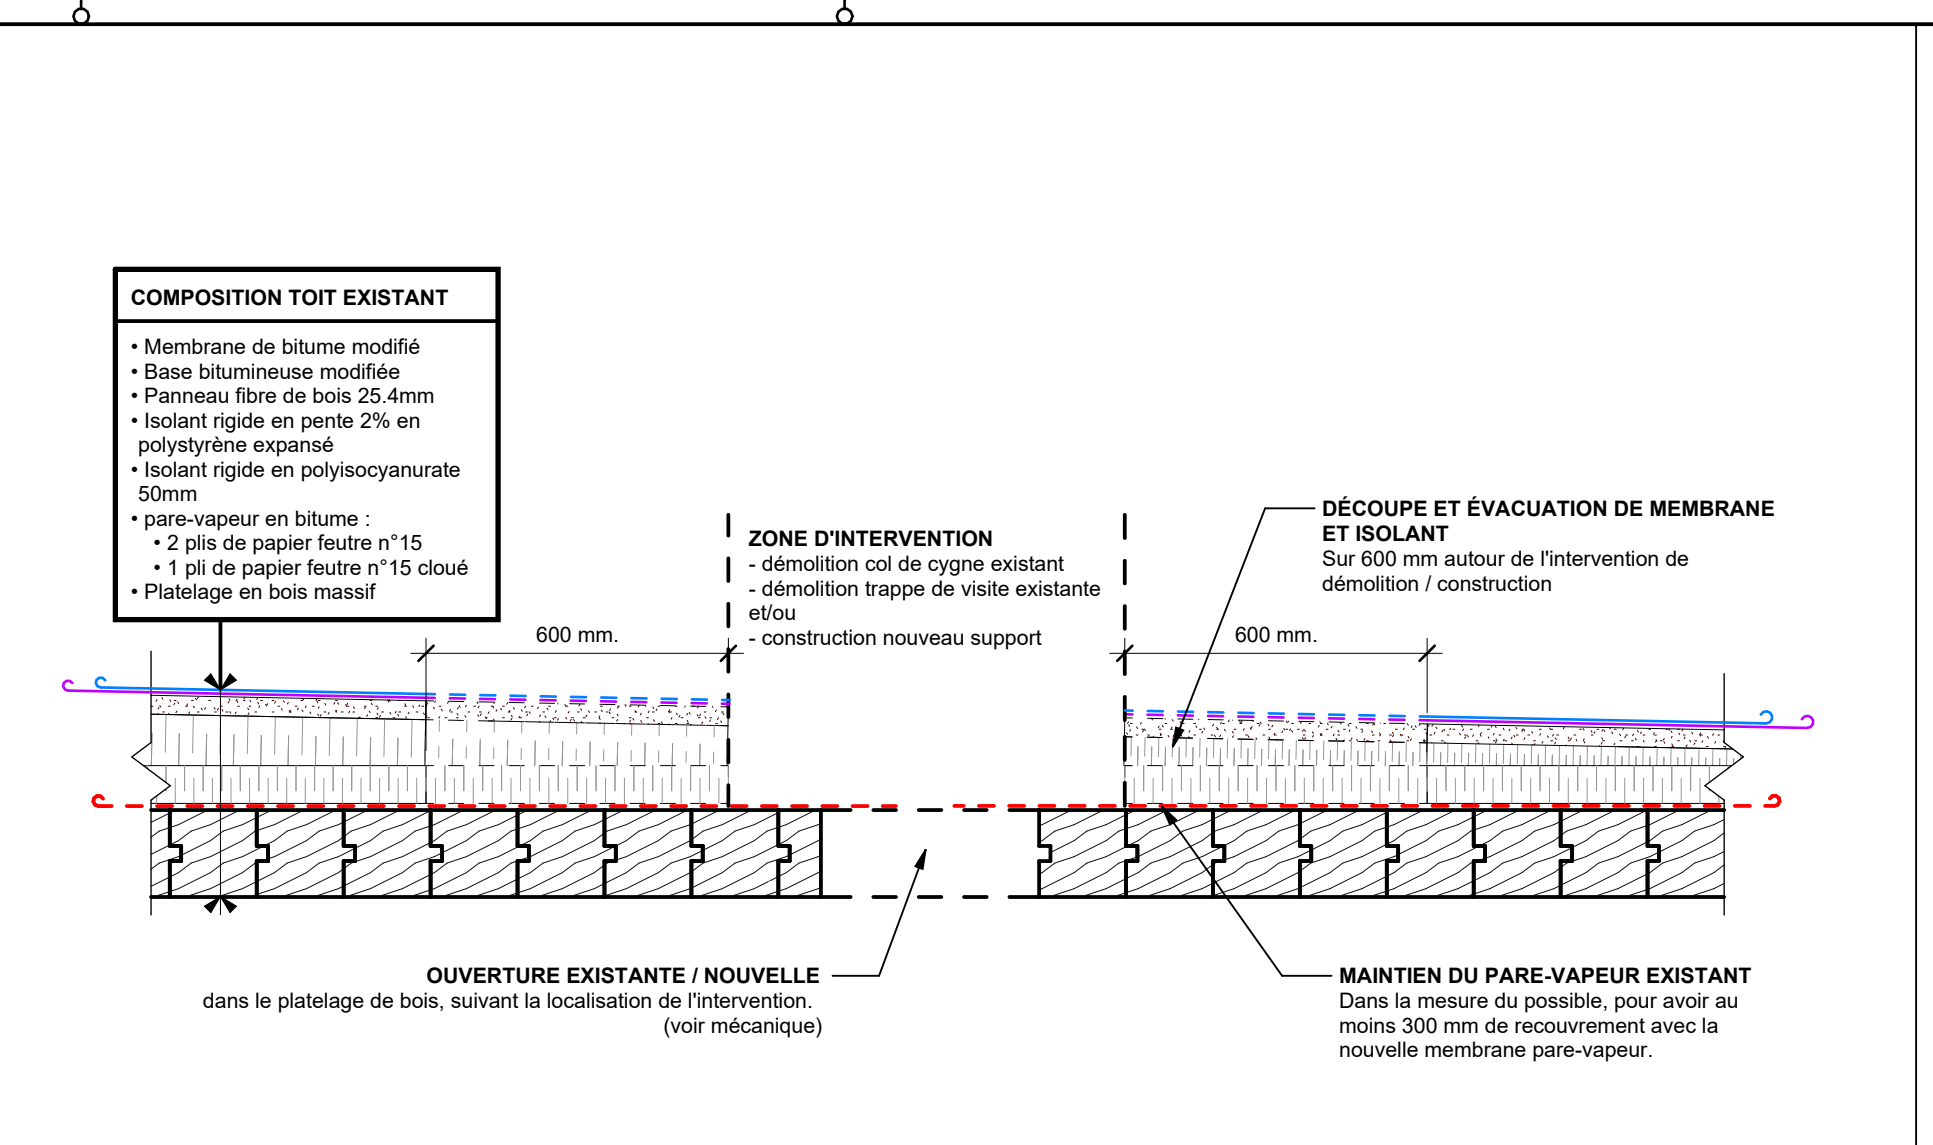 COMPOSITION TOIT EXISTANT
• Membrane de bitume modifié
• Base bitumineuse modifiée
• Panneau fibre de bois 25.4mm
• Isolant rigide en pente 2% en
polystyrène expansé
• Isolant rigide en polyisocyanurate
50mm
• pare-vapeur en bitume :
• 2 plis de papier feutre n°15
• 1 pli de papier feutre n°15 cloué
• Platelage en bois massif
600 mm.
ZONE D'INTERVENTION
- démolition col de cygne existant
- démolition trappe de visite existante
et/ou
- construction nouveau support
DÉCOUPE ET ÉVACUATION DE MEMBRANE
ET ISOLANT
Sur 600 mm autour de l'intervention de
démolition / construction
600 mm.
OUVERTURE EXISTANTE / NOUVELLE
dans le platelage de bois, suivant la localisation de l'intervention.
(voir mécanique)
MAINTIEN DU PARE-VAPEUR EXISTANT
Dans la mesure du possible, pour avoir au
moins 300 mm de recouvrement avec la
nouvelle membrane pare-vapeur.